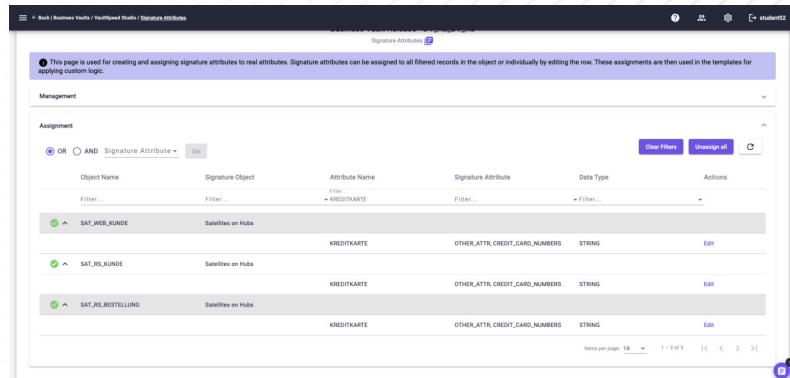 ← Back | Business Vaults / VaultSpeed Studio / Signature Attributes
student52
Signature Attributes
This page is used for creating and assigning signature attributes to real attributes. Signature attributes can be assigned to all filtered records in the object or individually by editing the row. These assignments are then used in the templates for
applying custom logic.
Management
Assignment
OR AND Signature Attribute Set Clear Filters Unassign all
Object Name Signature Object Attribute Name Signature Attribute Data Type Actions
Filter...
Filter... Filter... KREDITKARTE Filter... Filter...
SAT_WEB_KUNDE Satellites on Hubs
KREDITKARTE OTHER_ATTR, CREDIT_CARD_NUMBERS STRING Edit
SAT_RS_KUNDE Satellites on Hubs
KREDITKARTE OTHER_ATTR, CREDIT_CARD_NUMBERS STRING Edit
SAT_RS_BESTELLUNG Satellites on Hubs
KREDITKARTE OTHER_ATTR, CREDIT_CARD_NUMBERS STRING Edit
Items per page: 10 1 – 3 of 3